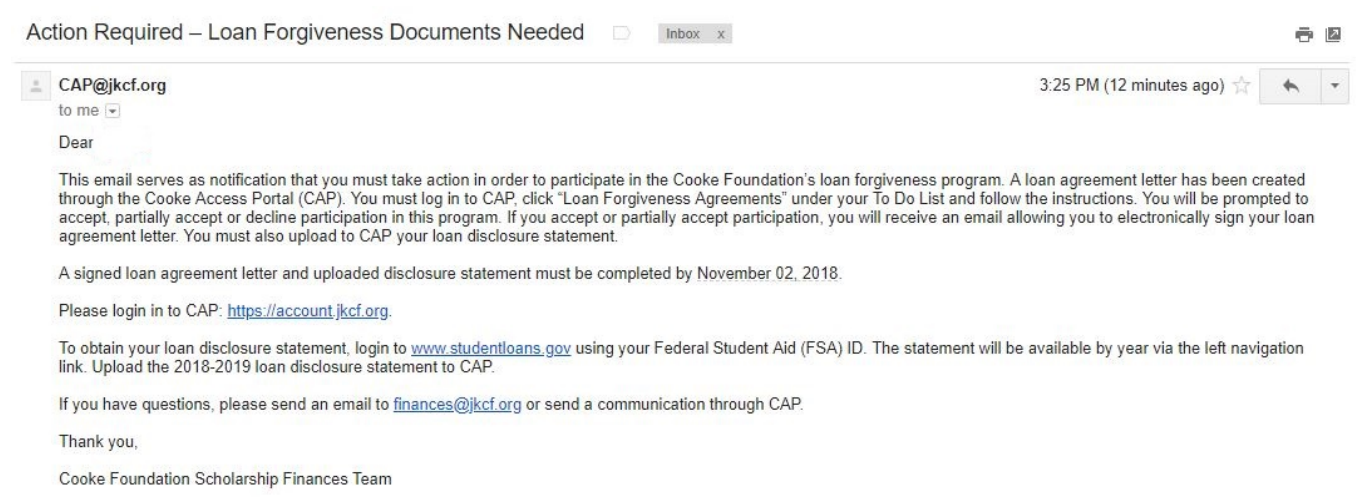 Action Required – Loan Forgiveness Documents Needed
Inbox x
CAP@jkcf.org
3:25 PM (12 minutes ago)
to me
Dear
This email serves as notification that you must take action in order to participate in the Cooke Foundation's loan forgiveness program. A loan agreement letter has been created
through the Cooke Access Portal (CAP). You must log in to CAP, click “Loan Forgiveness Agreements” under your To Do List and follow the instructions. You will be prompted to
accept, partially accept or decline participation in this program. If you accept or partially accept participation, you will receive an email allowing you to electronically sign your loan
agreement letter. You must also upload to CAP your loan disclosure statement.
A signed loan agreement letter and uploaded disclosure statement must be completed by November 02, 2018.
Please login in to CAP: https://account.jkcf.org.
To obtain your loan disclosure statement, login to www.studentloans.gov using your Federal Student Aid (FSA) ID. The statement will be available by year via the left navigation
link. Upload the 2018-2019 loan disclosure statement to CAP.
If you have questions, please send an email to finances@jkcf.org or send a communication through CAP.
Thank you,
Cooke Foundation Scholarship Finances Team